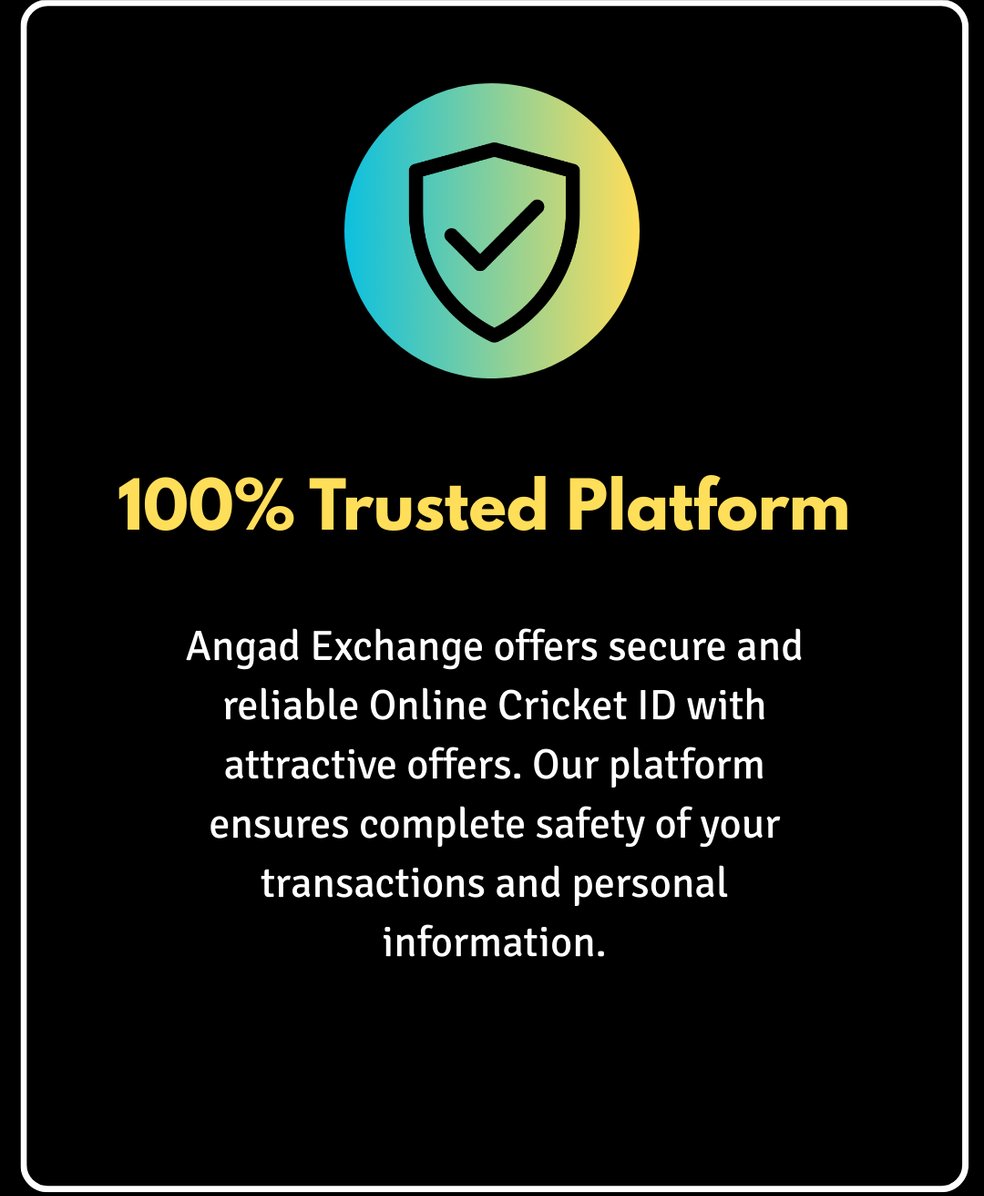 100% Trusted Platform
Angad Exchange offers secure and
reliable Online Cricket ID with
attractive offers. Our platform
ensures complete safety of your
transactions and personal
information.